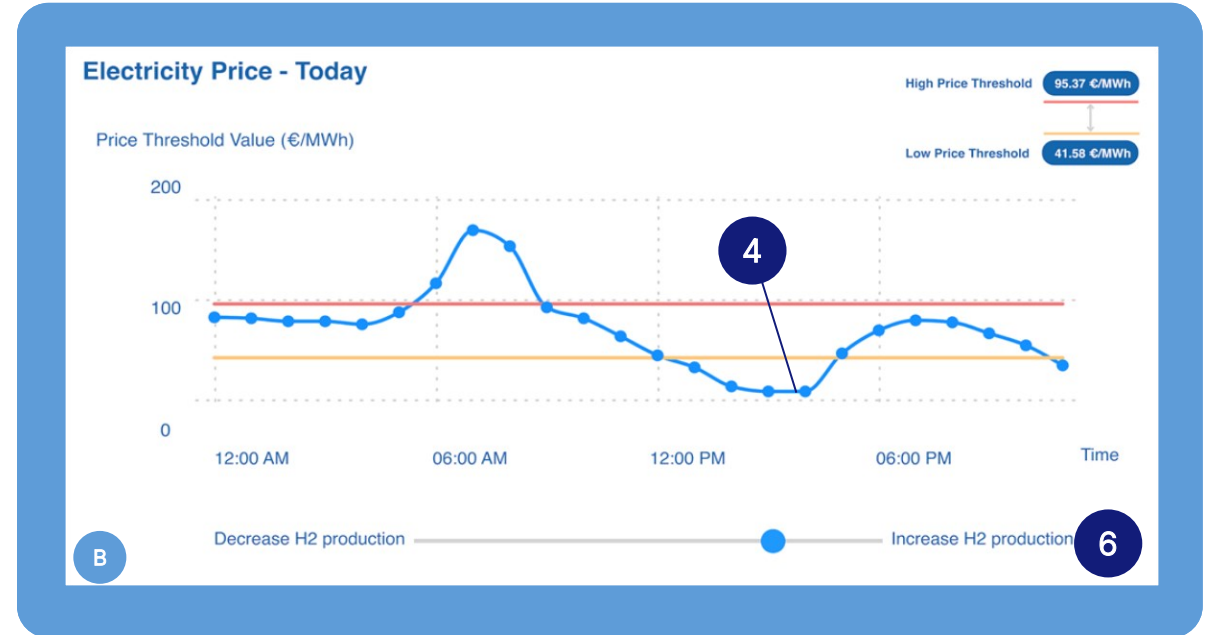 Electricity Price - Today
High Price Threshold 95.37 €/MWh
Price Threshold Value (€/MWh)
Low Price Threshold 41.58 €/MWh
200
4
100
0
12:00 AM 06:00 AM 12:00 PM 06:00 PM Time
Decrease H2 production Increase H2 production 6
B